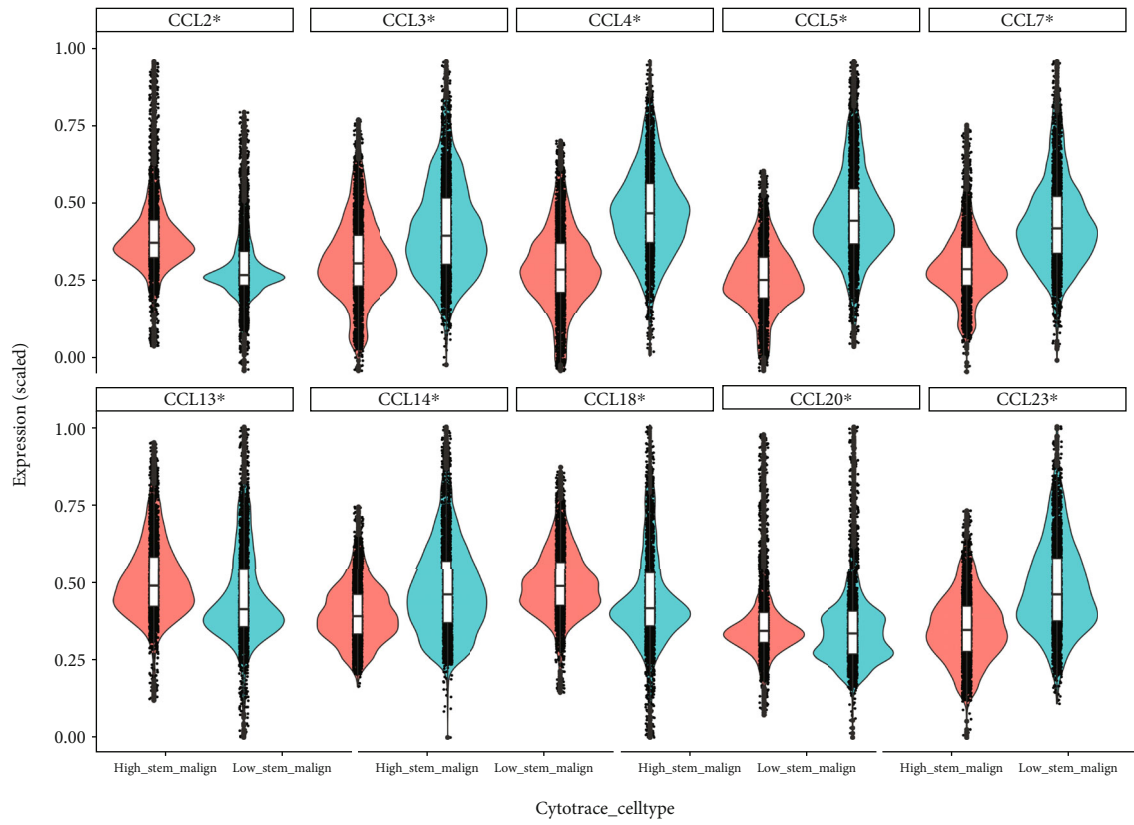 CCL2* CCL3* CCL4* CCL5* CCL7*
1.00
0.75
0.50
0.25
0.00
CCL13* CCL14* CCL18* CCL20* CCL23*
1.00
0.75
0.50
0.25
0.00
Expression (scaled)
High_stem_malign Low_stem_malign High_stem_malign Low_stem_malign High_stem_malign Low_stem_malign High_stem_malign Low_stem_malign
Cytotrace_celltype